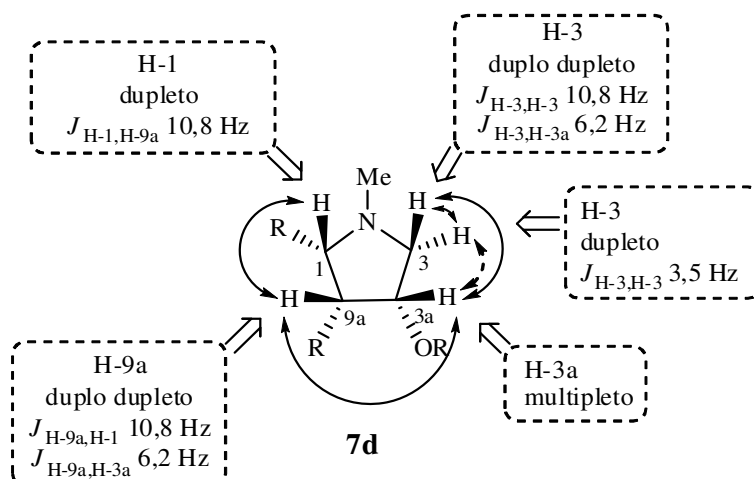 H-1
dupleto
J H-1,H-9a 10,8 Hz
H-3
duplo dupleto
J H-3,H-3 10,8 Hz
J H-3,H-3a 6,2 Hz
H-3
dupleto
J H-3,H-3 3,5 Hz
Me
H
N
H
R
H
1
3
H
H
9a
3a
R
OR
H-9a
duplo dupleto
J H-9a,H-1 10,8 Hz
J H-9a,H-3a 6,2 Hz
H-3a
multipleto
7d